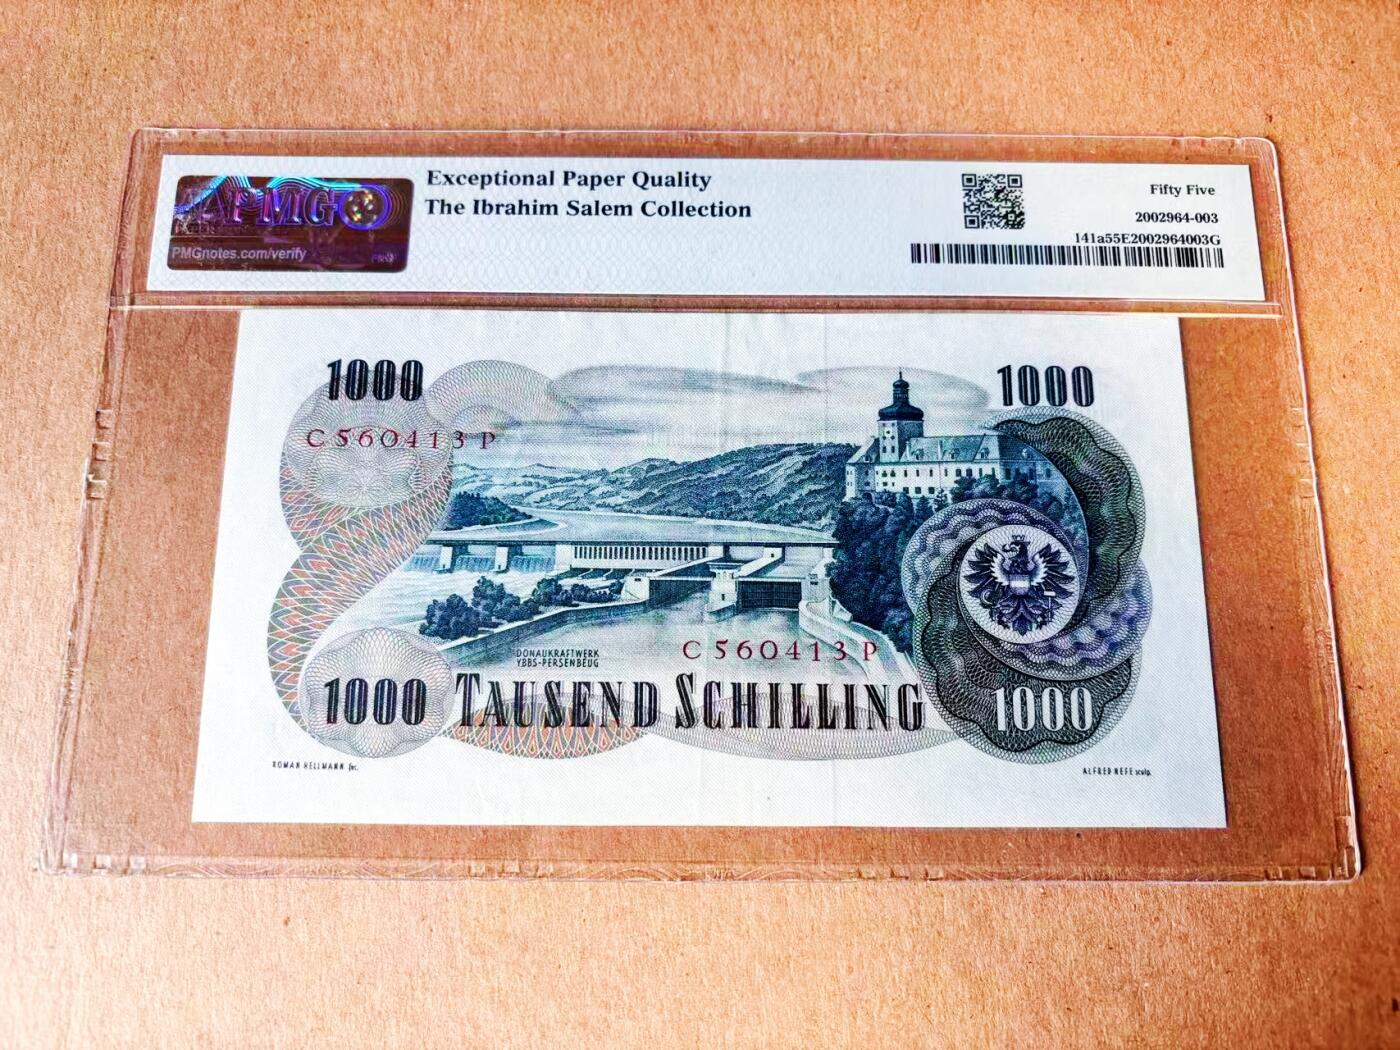 PMG
PMGnotes.com/verify
Exceptional Paper Quality
The Ibrahim Salem Collection
Fifty Five
2002964-003
141a55E2002964003G
1000
1000
C560413P
C560413P
DONAUKRAFTWERK
YBBS-PERSENBEUG
1000 TAUSEND SCHILLING 1000
ROMAN HELLMANN fec.
ALFRED NEFE sculp.